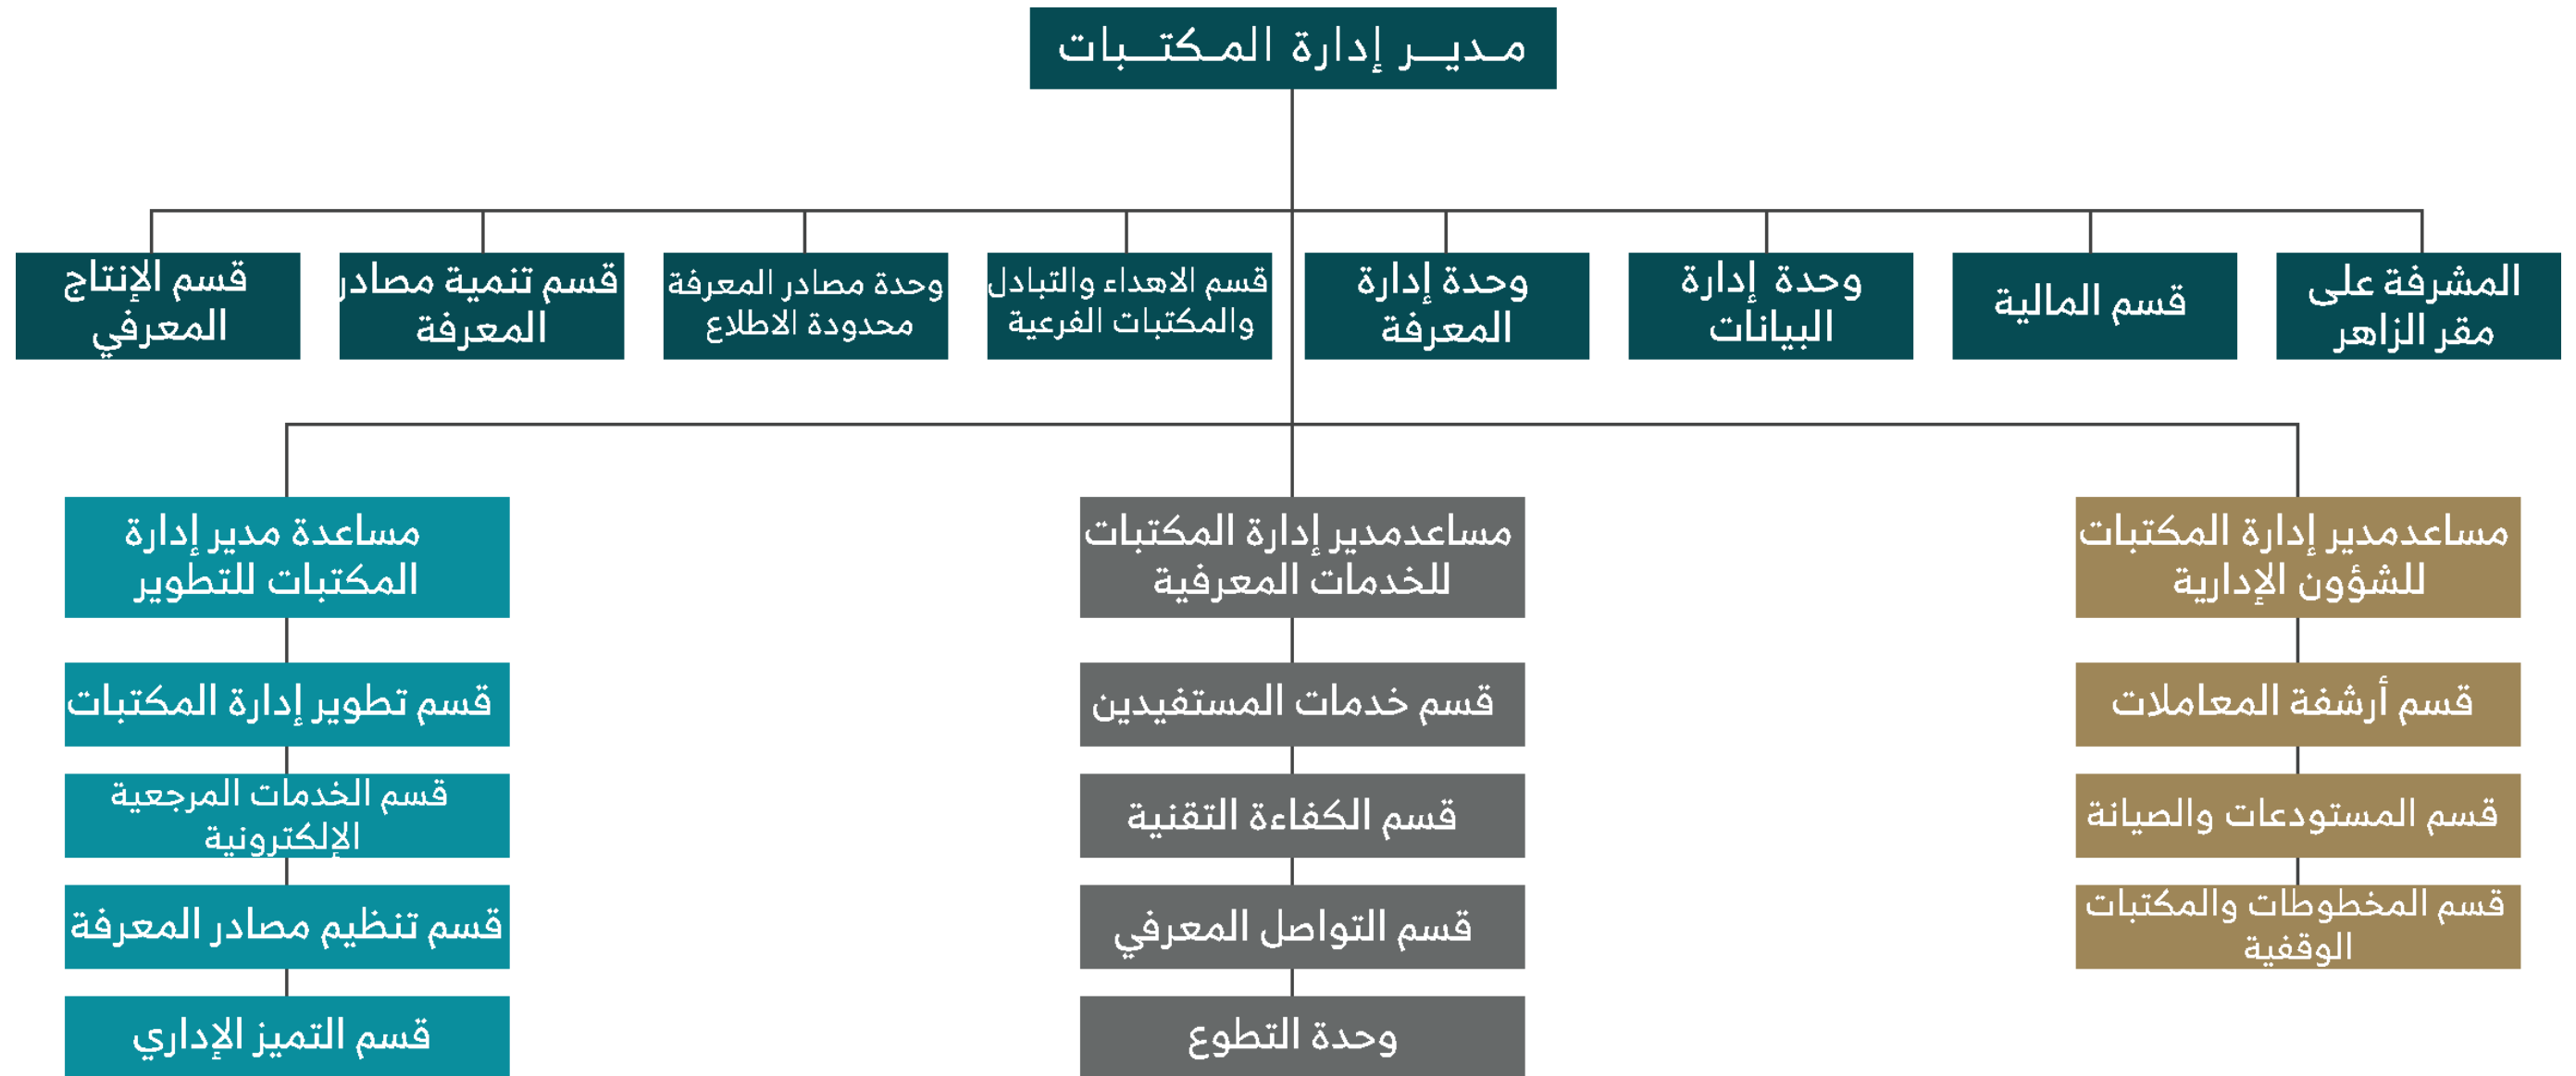 مدير إدارة المكتبات
المشرفة على
مقر الزاهر
قسم المالية
وحدة إدارة
البيانات
وحدة إدارة
المعرفة
قسم الاهداء والتبادل
والمكتبات الفرعية
وحدة مصادر المعرفة
محدودة الاطلاع
قسم تنمية مصادر
المعرفة
قسم الإنتاج
المعرفي
مساعدمدير إدارة المكتبات
للشؤون الإدارية
قسم أرشفة المعاملات
قسم المستودعات والصيانة
قسم المخطوطات والمكتبات
الوقفية
مساعدمدير إدارة المكتبات
للخدمات المعرفية
قسم خدمات المستفيدين
قسم الكفاءة التقنية
قسم التواصل المعرفي
وحدة التطوع
مساعدة مدير إدارة
المكتبات للتطوير
قسم تطوير إدارة المكتبات
قسم الخدمات المرجعية
الإلكترونية
قسم تنظيم مصادر المعرفة
قسم التميز الإداري